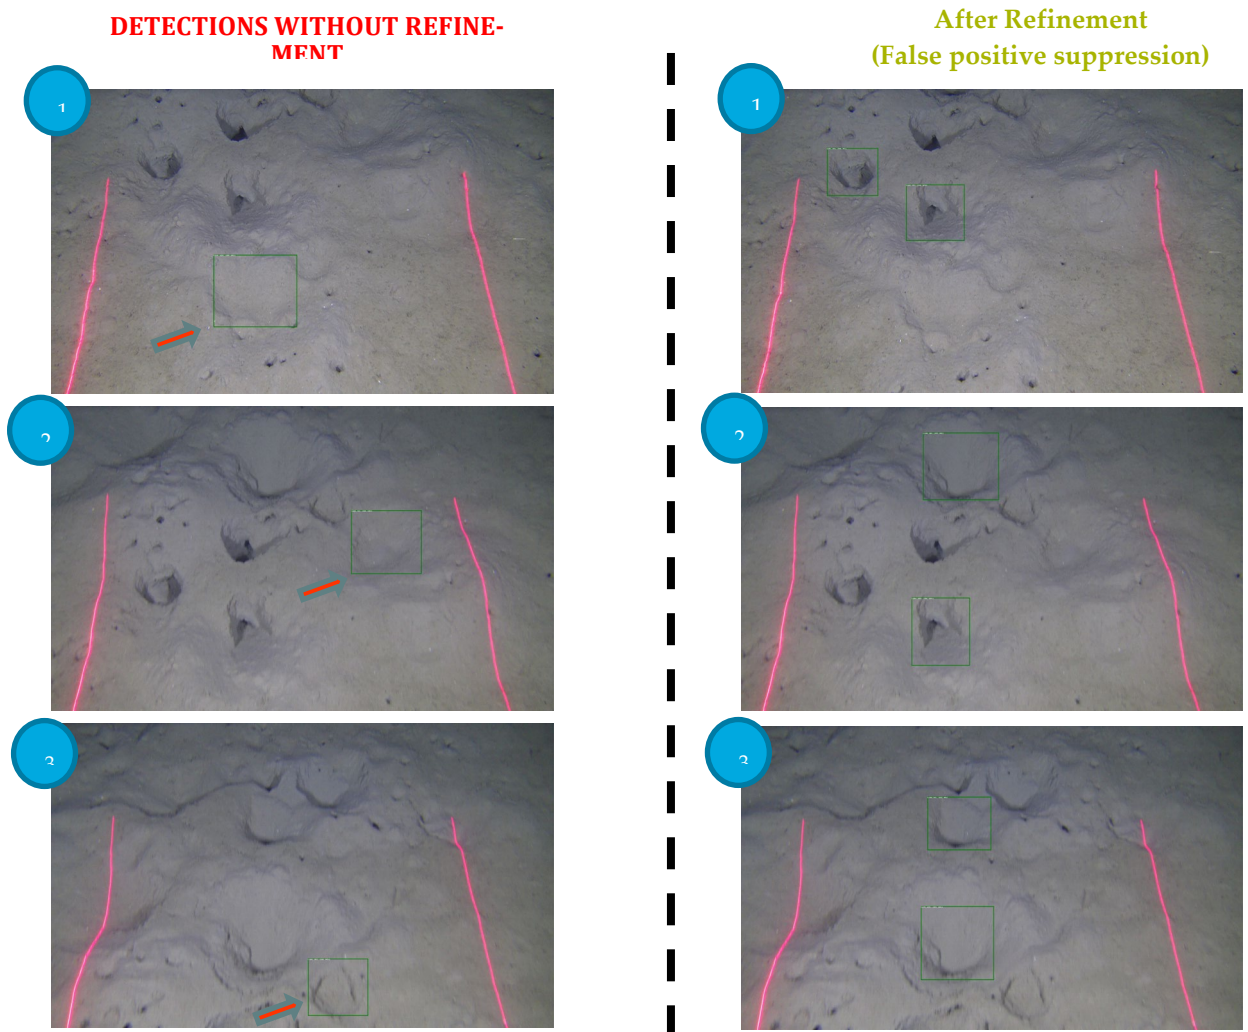 DETECTIONS WITHOUT REFINE-
MENT
After Refinement
(False positive suppression)
1
1
2
2
3
3